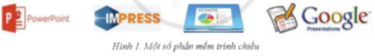 PowerPoint
IMPRESS
Google
Presentations
Hình 1. Một số phần mềm trình chiếu